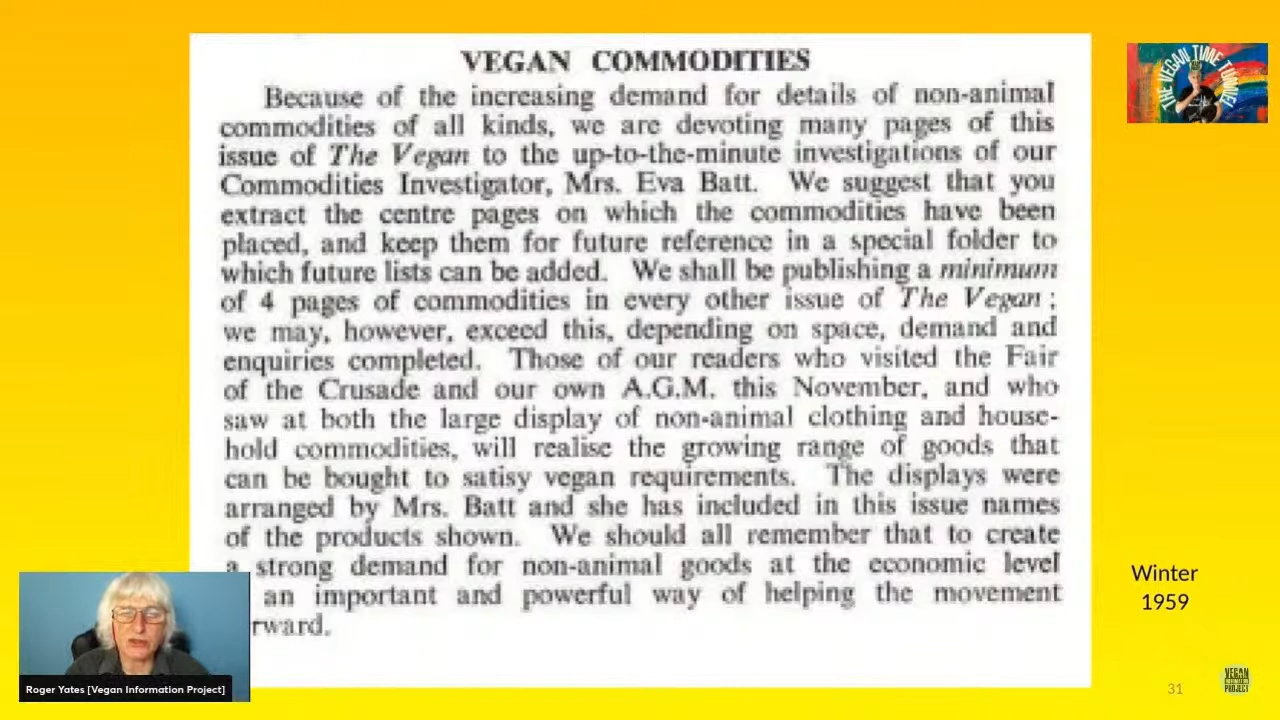 VEGAN COMMODITIES
Because of the increasing demand for details of non-animal
commodities of all kinds, we are devoting many pages of this
issue of The Vegan to the up-to-the-minute investigations of our
Commodities Investigator, Mrs. Eva Batt. We suggest that you
extract the centre pages on which the commodities have been
placed, and keep them for future reference in a special folder to
which future lists can be added. We shall be publishing a minimum
of 4 pages of commodities in every other issue of The Vegan ;
we may, however, exceed this, depending on space, demand and
enquiries completed. Those of our readers who visited the Fair
of the Crusade and our own A.G.M. this November, and who
saw at both the large display of non-animal clothing and house-
hold commodities, will realise the growing range of goods that
can be bought to satisy vegan requirements. The displays were
arranged by Mrs. Batt and she has included in this issue names
of the products shown. We should all remember that to create
a strong demand for non-animal goods at the economic level
an important and powerful way of helping the movement
rward.
THE VEGAN TIME TUNNEL
Winter
1959
Roger Yates [Vegan Information Project]
31
VEGAN
PROJECT